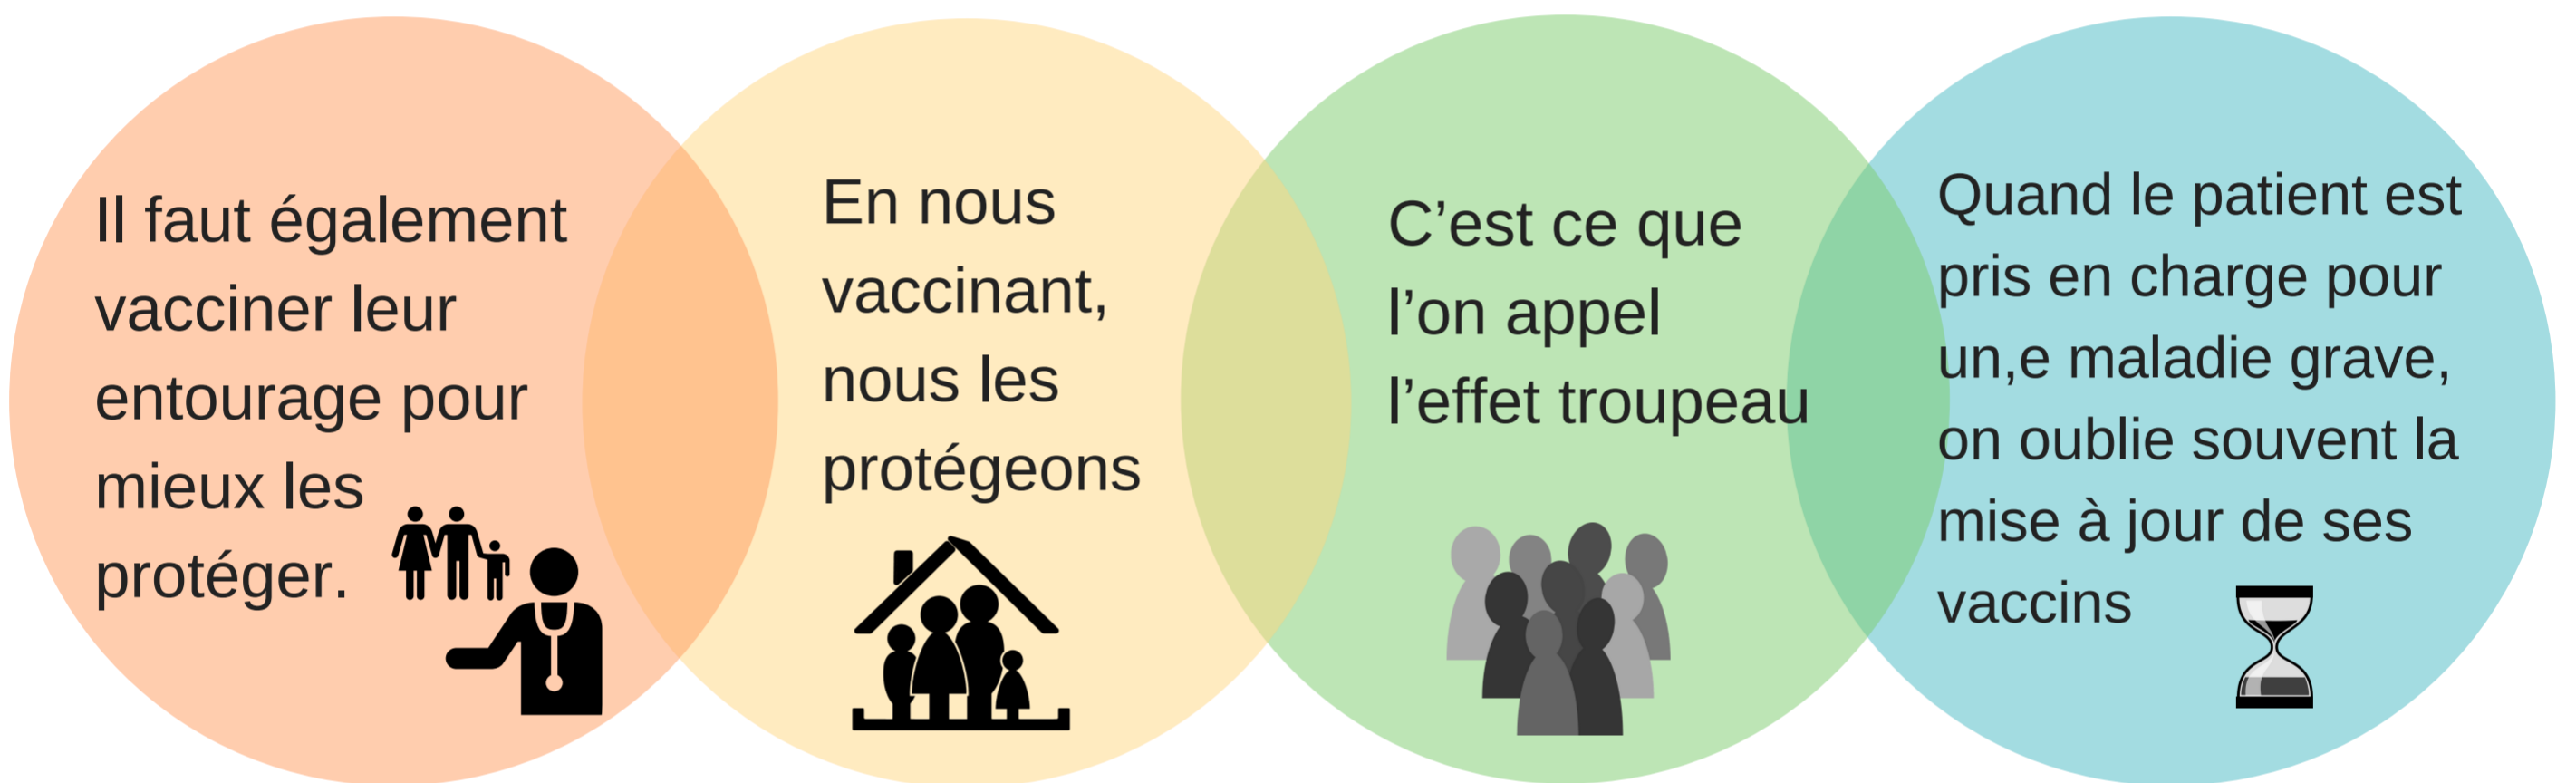 Il faut également
vacciner leur
entourage pour
mieux les
protéger.
En nous
vaccinant,
nous les
protégeons
C’est ce que
l’on appel
l’effet troupeau
Quand le patient est
pris en charge pour
un,e maladie grave,
on oublie souvent la
mise à jour de ses
vaccins